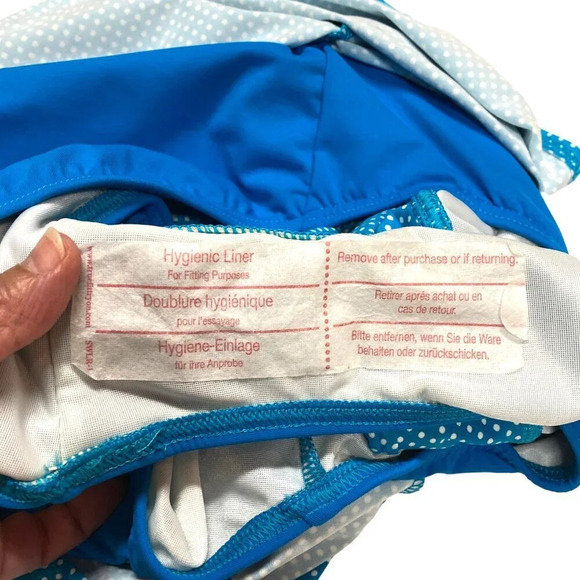 Hygienic Liner
For Fitting Purposes
Doublure hygiénique
pour l'essayage
Hygiene-Einlage
für ihre Anprobe
Remove after purchase or if returning.
Retirer après achat ou en
cas de retour.
Bitte entfernen, wenn Sie die Ware
behalten oder zurückschicken.